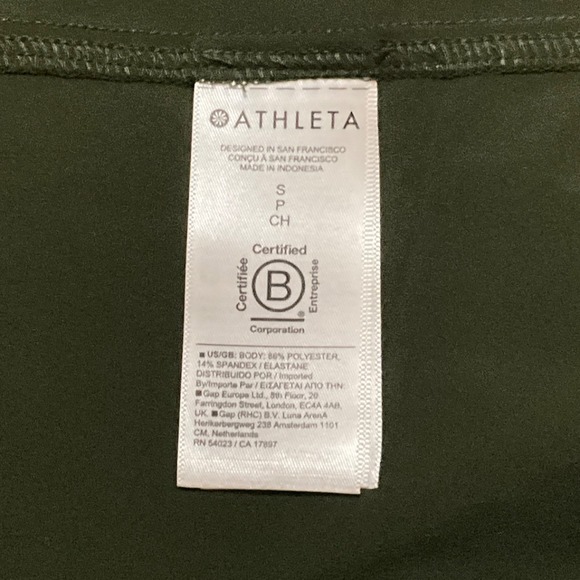 ATHLETA
DESIGNED IN SAN FRANCISCO
CONÇU À SAN FRANCISCO
MADE IN INDONESIA
S
P
CH
Certified
Certifiée
B
Entreprise
®
Corporation
■ US/GB: BODY: 86% POLYESTER,
14% SPANDEX / ELASTANE
DISTRIBUIDO POR / Imported
By/Importe Par / ΕΙΣΑΓΕΤΑΙ ΑΠΟ ΤΗΝ:
■ Gap Europe Ltd., 8th Floor, 20
Farringdon Street, London, EC4A 4AB,
UK. ■ Gap (RHC) B.V. Luna ArenA
Herikerbergweg 238 Amsterdam 1101
CM, Netherlands
RN 54023 / CA 17897